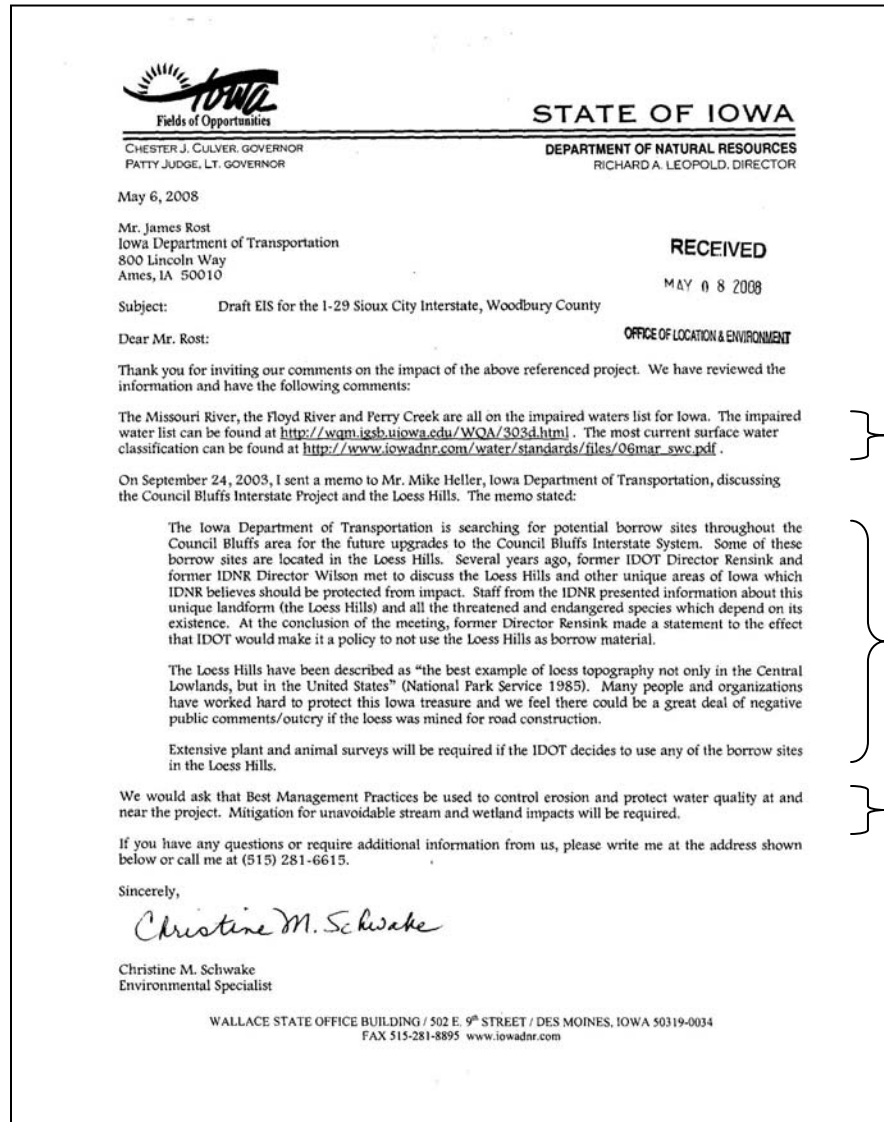 Iowa
Fields of Opportunities
STATE OF IOWA
CHESTER J. CULVER, GOVERNOR
PATTY JUDGE, LT. GOVERNOR
DEPARTMENT OF NATURAL RESOURCES
RICHARD A. LEOPOLD, DIRECTOR
May 6, 2008
Mr. James Rost
Iowa Department of Transportation
800 Lincoln Way
Ames, IA 50010
RECEIVED
MAY 08 2008
OFFICE OF LOCATION & ENVIRONMENT
Subject: Draft EIS for the I-29 Sioux City Interstate, Woodbury County
Dear Mr. Rost:
Thank you for inviting our comments on the impact of the above referenced project. We have reviewed the
information and have the following comments:
The Missouri River, the Floyd River and Perry Creek are all on the impaired waters list for Iowa. The impaired
water list can be found at http://wqm.igsb.uiowa.edu/WQA/303d.html . The most current surface water
classification can be found at http://www.iowadnr.com/water/standards/files/06mar_swc.pdf .
On September 24, 2003, I sent a memo to Mr. Mike Heller, Iowa Department of Transportation, discussing
the Council Bluffs Interstate Project and the Loess Hills. The memo stated:
The Iowa Department of Transportation is searching for potential borrow sites throughout the
Council Bluffs area for the future upgrades to the Council Bluffs Interstate System. Some of these
borrow sites are located in the Loess Hills. Several years ago, former IDOT Director Rensink and
former IDNR Director Wilson met to discuss the Loess Hills and other unique areas of Iowa which
IDNR believes should be protected from impact. Staff from the IDNR presented information about this
unique landform (the Loess Hills) and all the threatened and endangered species which depend on its
existence. At the conclusion of the meeting, former Director Rensink made a statement to the effect
that IDOT would make it a policy to not use the Loess Hills as borrow material.
The Loess Hills have been described as “the best example of loess topography not only in the Central
Lowlands, but in the United States” (National Park Service 1985). Many people and organizations
have worked hard to protect this Iowa treasure and we feel there could be a great deal of negative
public comments/outcry if the loess was mined for road construction.
Extensive plant and animal surveys will be required if the IDOT decides to use any of the borrow sites
in the Loess Hills.
We would ask that Best Management Practices be used to control erosion and protect water quality at and
near the project. Mitigation for unavoidable stream and wetland impacts will be required.
If you have any questions or require additional information from us, please write me at the address shown
below or call me at (515) 281-6615.
Sincerely,
Christine M. Schwake
Christine M. Schwake
Environmental Specialist
WALLACE STATE OFFICE BUILDING / 502 E. 9th STREET / DES MOINES, IOWA 50319-0034
FAX 515-281-8895 www.iowadnr.com